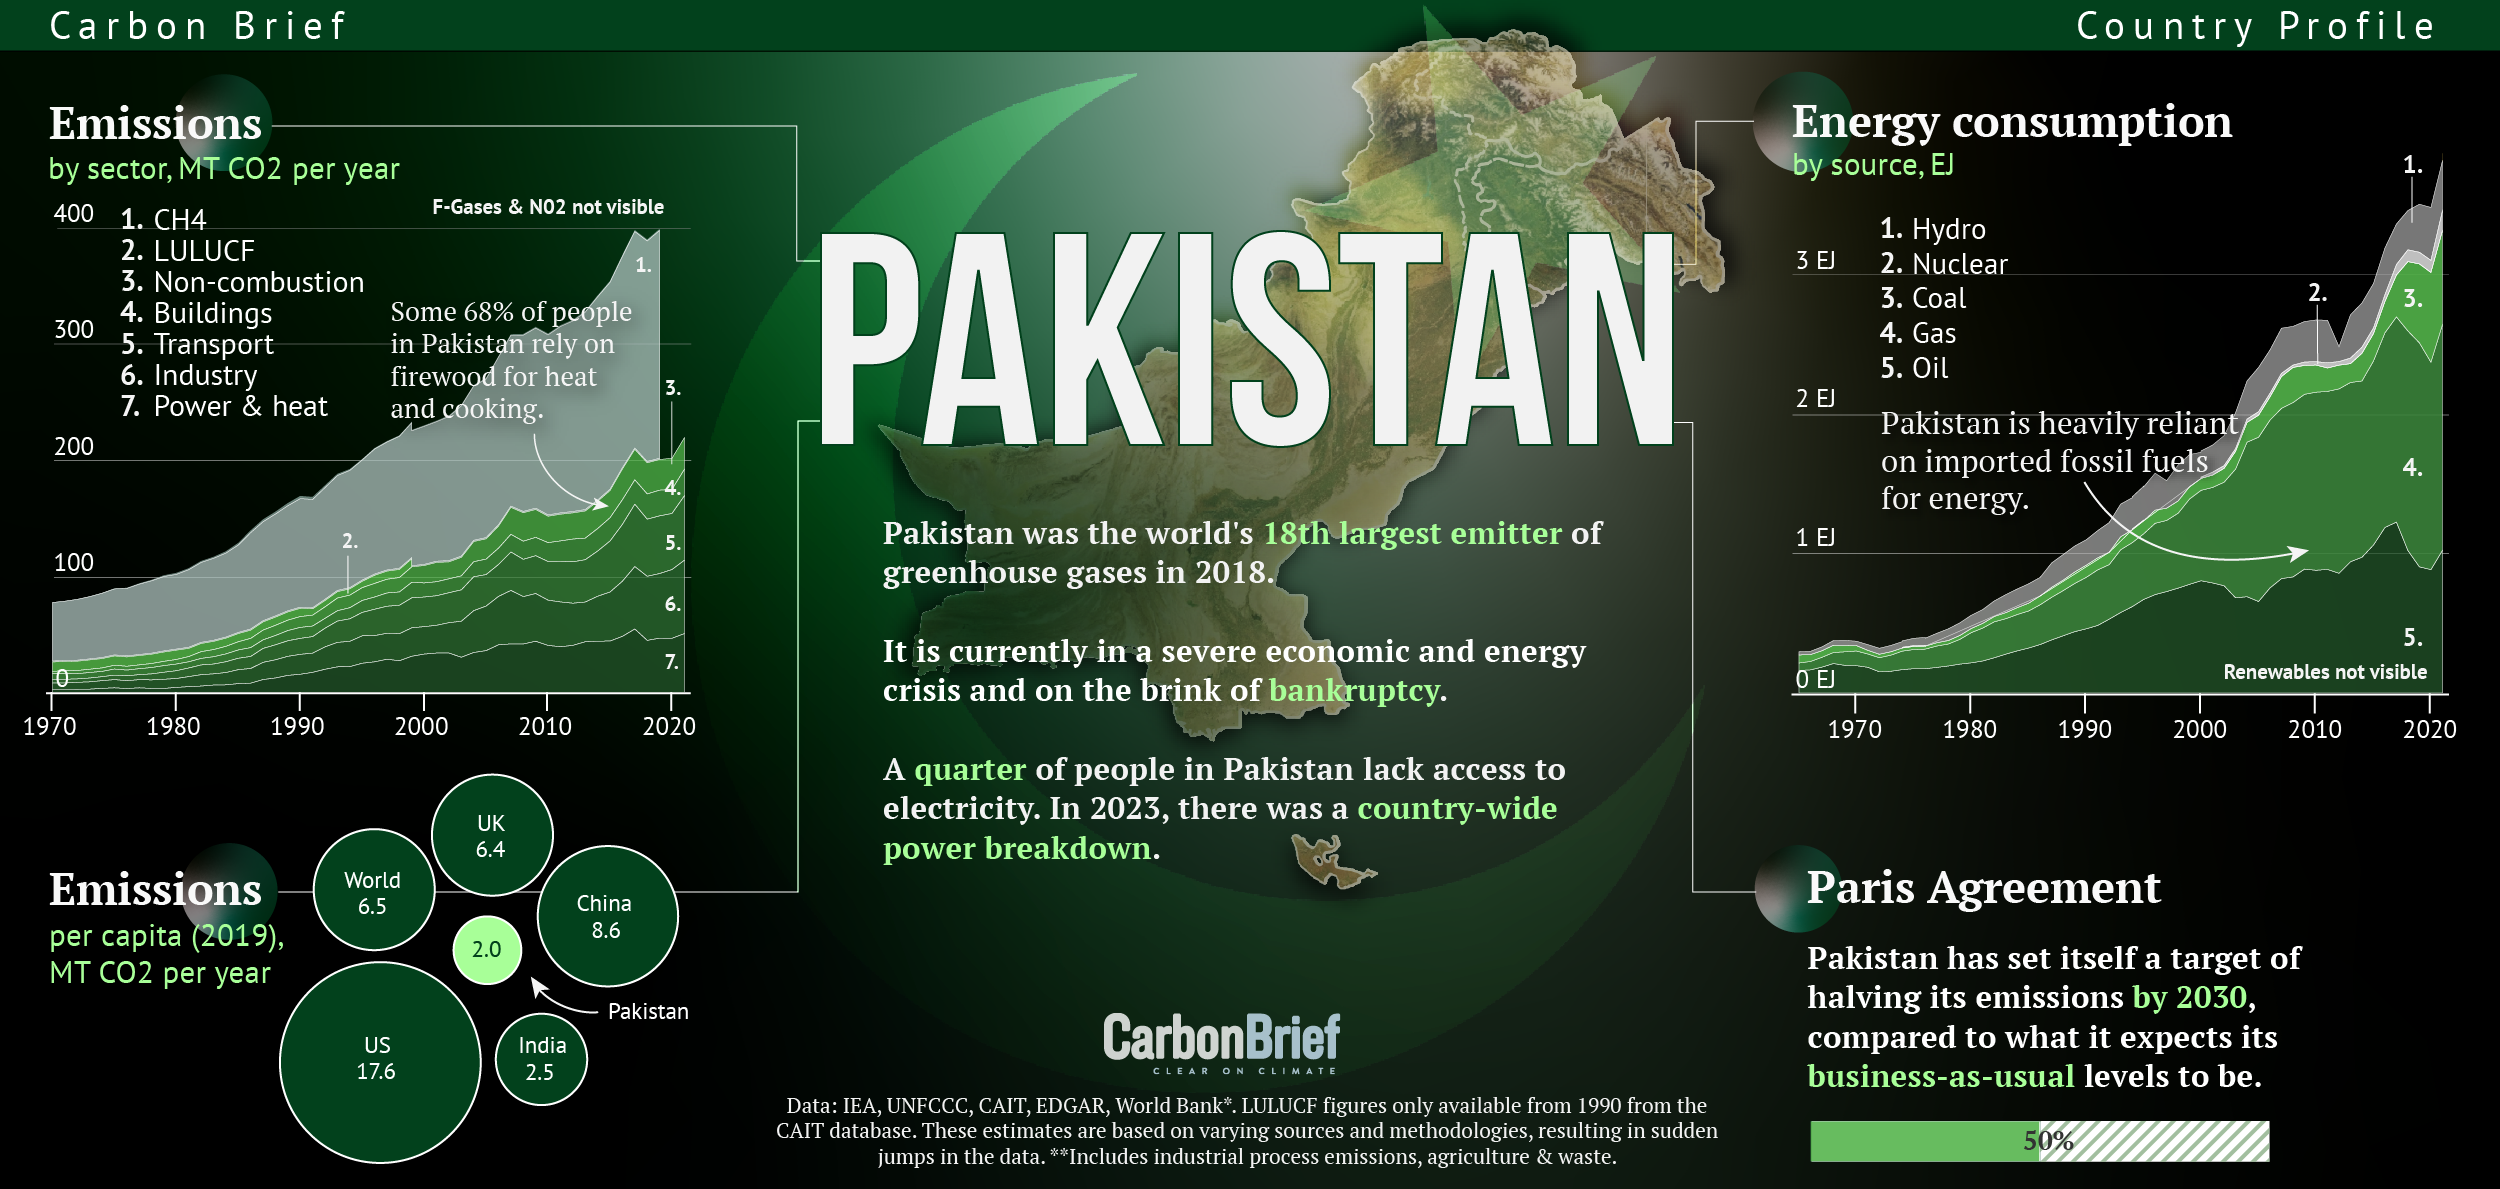 Carbon Brief
Country Profile
Emissions
by sector, MT CO2 per year
F-Gases & N02 not visible
400
300
200
100
0
1. CH4
2. LULUCF
3. Non-combustion
4. Buildings
5. Transport
6. Industry
7. Power & heat
Some 68% of people
in Pakistan rely on
firewood for heat
and cooking.
1.
2.
3.
4.
5.
6.
7.
1970 1980 1990 2000 2010 2020
PAKISTAN
Pakistan was the world's 18th largest emitter of
greenhouse gases in 2018.
It is currently in a severe economic and energy
crisis and on the brink of bankruptcy.
A quarter of people in Pakistan lack access to
electricity. In 2023, there was a country-wide
power breakdown.
Energy consumption
by source, EJ
3 EJ
2 EJ
1 EJ
0 EJ
1. Hydro
2. Nuclear
3. Coal
4. Gas
5. Oil
Pakistan is heavily reliant
on imported fossil fuels
for energy.
1.
2.
3.
4.
5.
Renewables not visible
1970 1980 1990 2000 2010 2020
Emissions
per capita (2019),
MT CO2 per year
UK
6.4
World
6.5
China
8.6
2.0
Pakistan
US
17.6
India
2.5
Paris Agreement
Pakistan has set itself a target of
halving its emissions by 2030,
compared to what it expects its
business-as-usual levels to be.
50%
CarbonBrief
CLEAR ON CLIMATE
Data: IEA, UNFCCC, CAIT, EDGAR, World Bank*. LULUCF figures only available from 1990 from the
CAIT database. These estimates are based on varying sources and methodologies, resulting in sudden
jumps in the data. **Includes industrial process emissions, agriculture & waste.